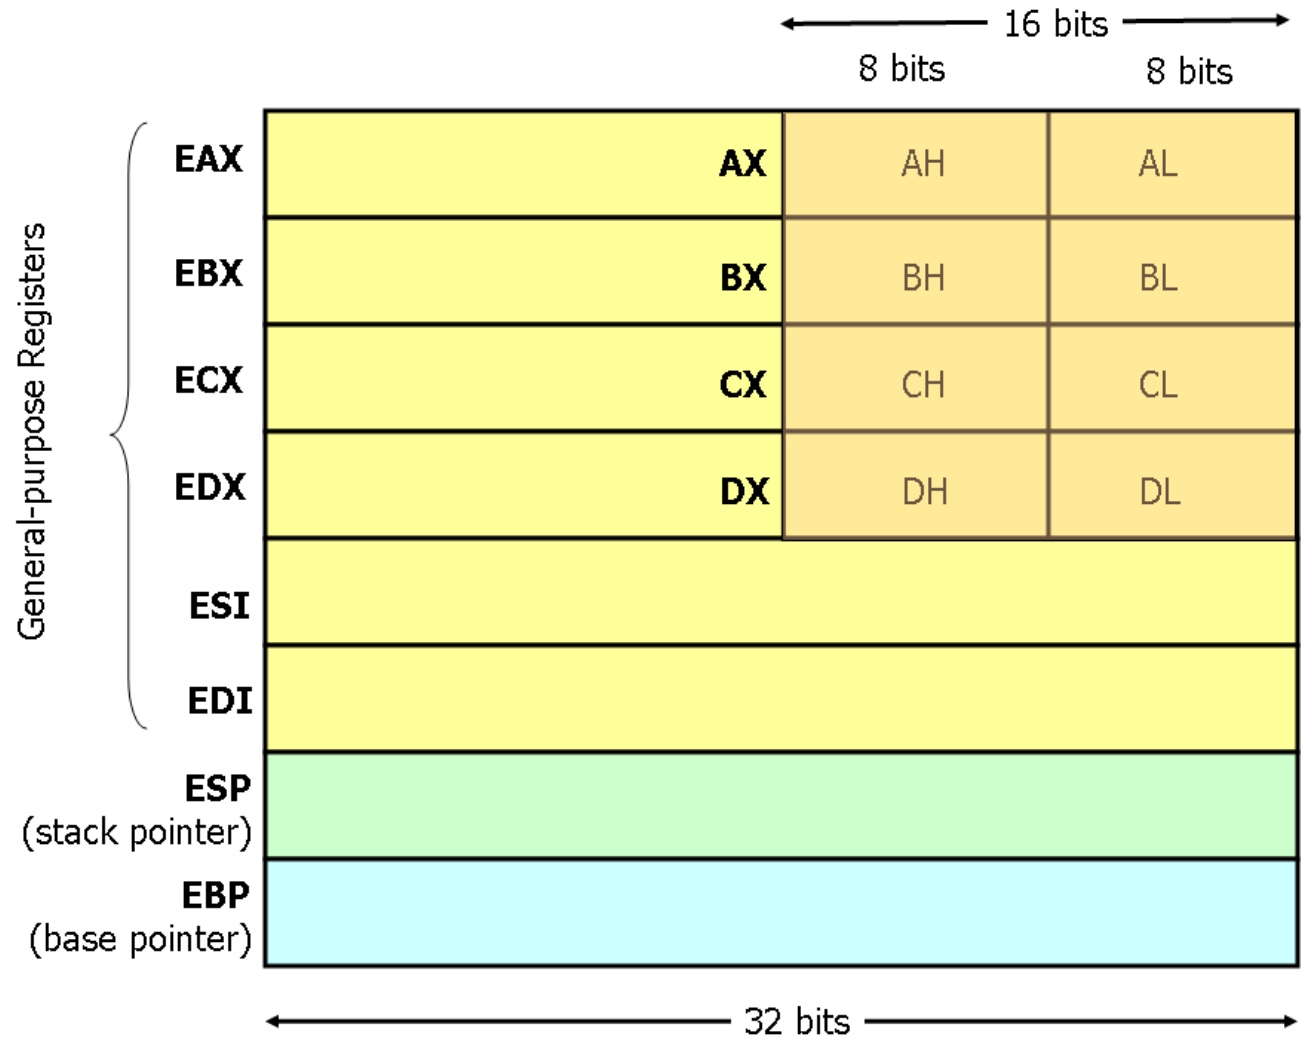 16 bits
8 bits 8 bits
General-purpose Registers
EAX AX AH AL
EBX BX BH BL
ECX CX CH CL
EDX DX DH DL
ESI
EDI
ESP
(stack pointer)
EBP
(base pointer)
32 bits